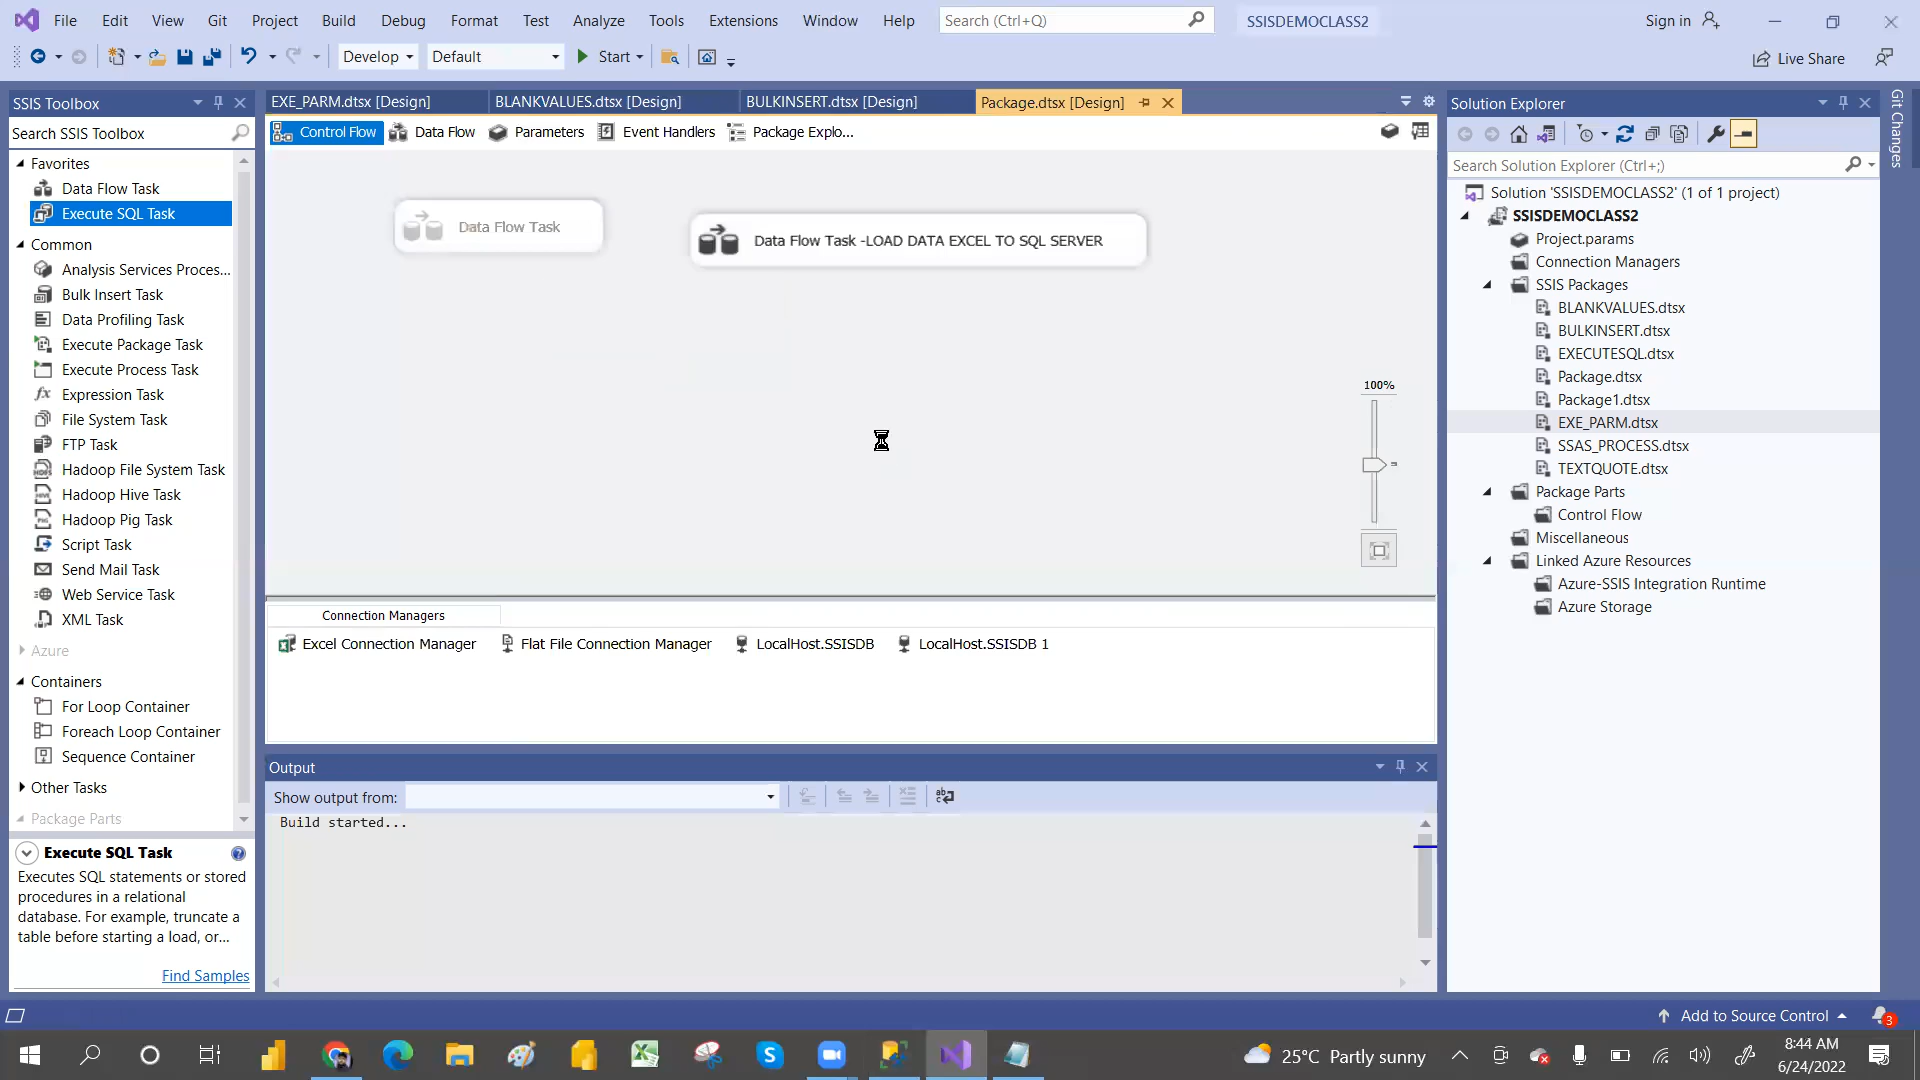 File Edit View Git Project Build Debug Format Test Analyze Tools Extensions Window Help Search (Ctrl+Q) SSISDEMOCLASS2 Sign in
Develop Default Start Live Share
SSIS Toolbox
Search SSIS Toolbox
Favorites
Data Flow Task
Execute SQL Task
Common
Analysis Services Proces...
Bulk Insert Task
Data Profiling Task
Execute Package Task
Execute Process Task
Expression Task
File System Task
FTP Task
Hadoop File System Task
Hadoop Hive Task
Hadoop Pig Task
Script Task
Send Mail Task
Web Service Task
XML Task
Azure
Containers
For Loop Container
Foreach Loop Container
Sequence Container
Other Tasks
Package Parts
Execute SQL Task
Executes SQL statements or stored
procedures in a relational
database. For example, truncate a
table before starting a load, or...
Find Samples
EXE_PARM.dtsx [Design] BLANKVALUES.dtsx [Design] BULKINSERT.dtsx [Design] Package.dtsx [Design]
Control Flow Data Flow Parameters Event Handlers Package Explo...
Data Flow Task
Data Flow Task -LOAD DATA EXCEL TO SQL SERVER
100%
Connection Managers
Excel Connection Manager Flat File Connection Manager LocalHost.SSISDB LocalHost.SSISDB 1
Output
Show output from:
Build started...
Solution Explorer
Search Solution Explorer (Ctrl+;)
Solution 'SSISDEMOCLASS2' (1 of 1 project)
SSISDEMOCLASS2
Project.params
Connection Managers
SSIS Packages
BLANKVALUES.dtsx
BULKINSERT.dtsx
EXECUTESQL.dtsx
Package.dtsx
Package1.dtsx
EXE_PARM.dtsx
SSAS_PROCESS.dtsx
TEXTQUOTE.dtsx
Package Parts
Control Flow
Miscellaneous
Linked Azure Resources
Azure-SSIS Integration Runtime
Azure Storage
Git Changes
Add to Source Control 3
25°C Partly sunny
8:44 AM
6/24/2022